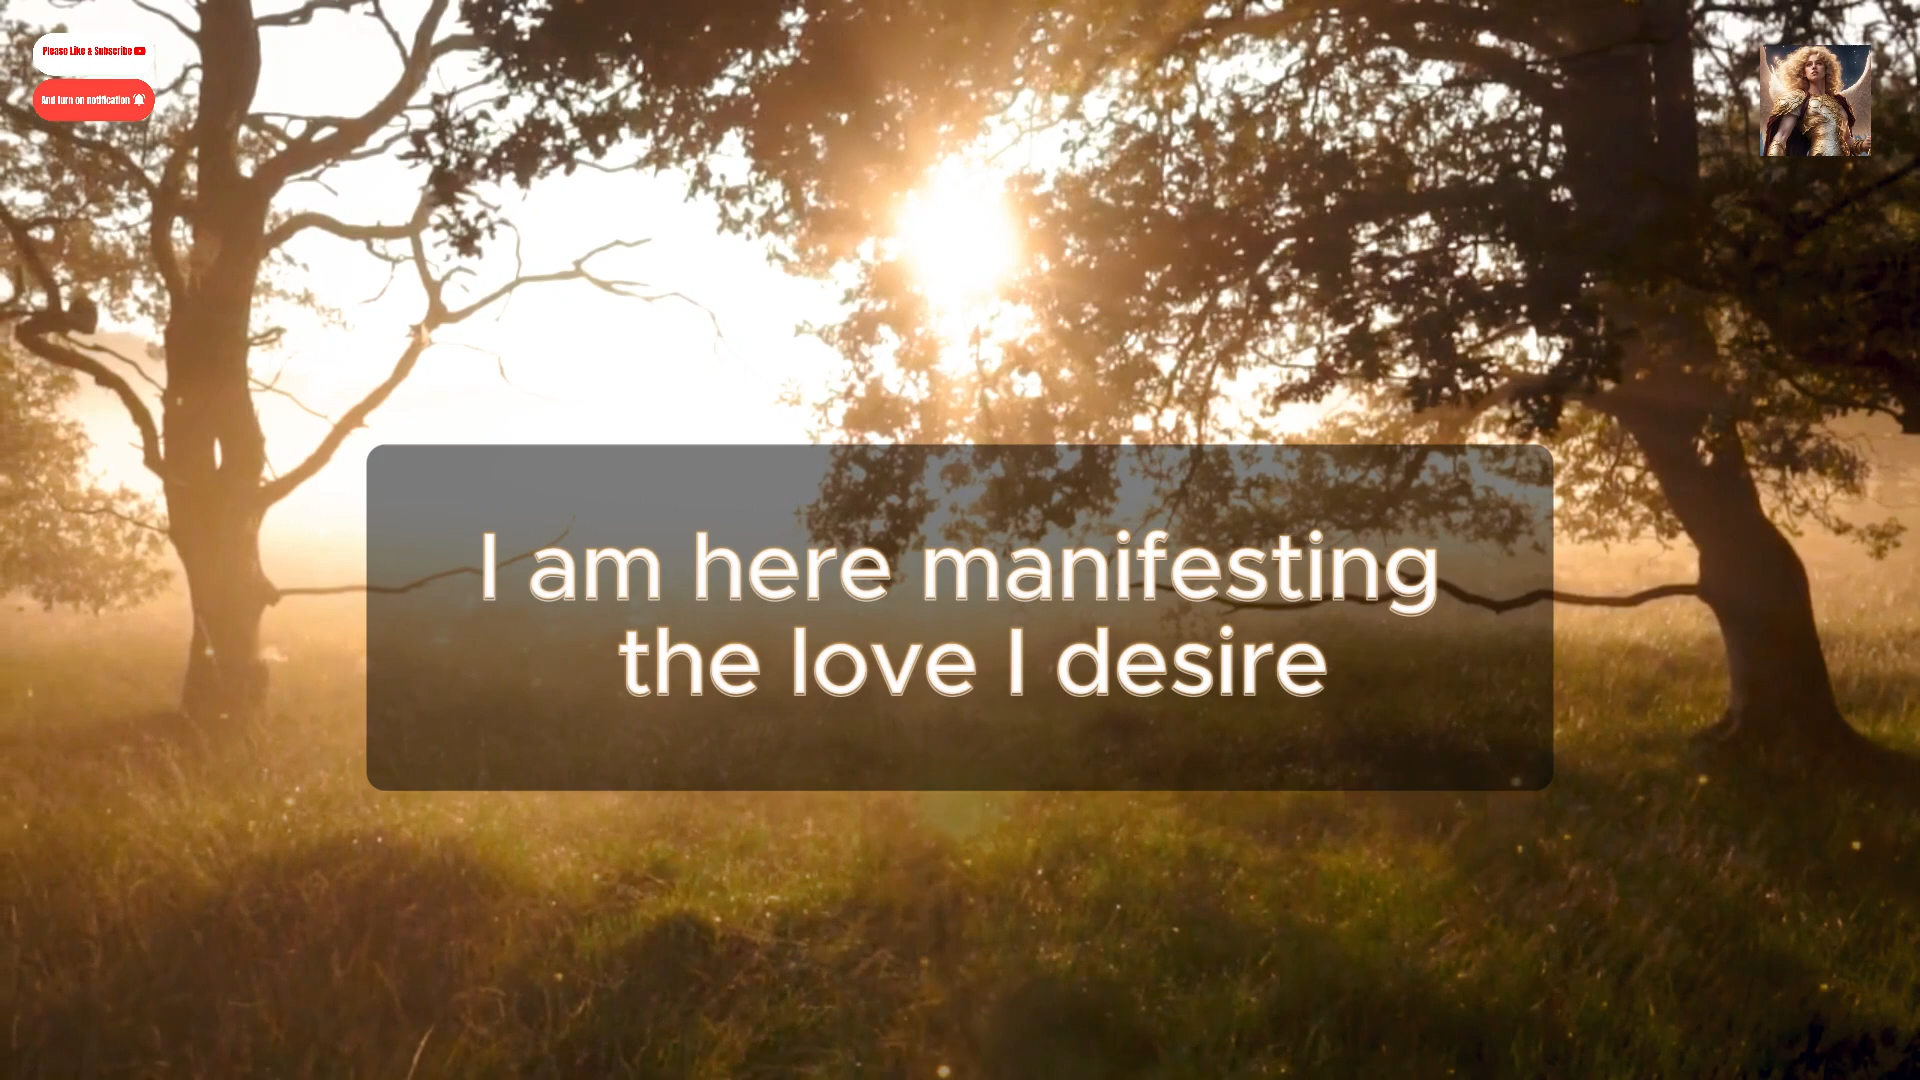 Please Like & Subscribe
And turn on notification
I am here manifesting
the love I desire